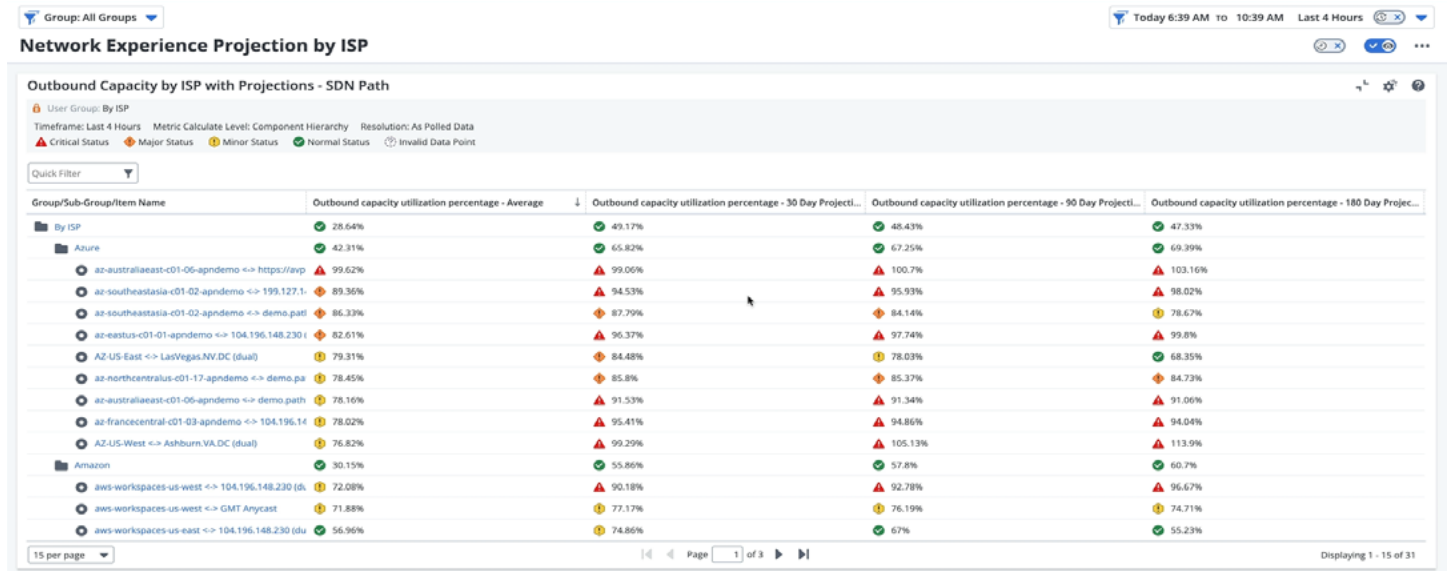 Group: All Groups
Today 6:39 AM TO 10:39 AM Last 4 Hours
Network Experience Projection by ISP
Outbound Capacity by ISP with Projections - SDN Path
User Group: By ISP
Timeframe: Last 4 Hours Metric Calculate Level: Component Hierarchy Resolution: As Polled Data
Critical Status Major Status Minor Status Normal Status Invalid Data Point
Quick Filter
Group/Sub-Group/Item Name Outbound capacity utilization percentage - Average Outbound capacity utilization percentage - 30 Day Projecti... Outbound capacity utilization percentage - 90 Day Projecti... Outbound capacity utilization percentage - 180 Day Projec...
By ISP 28.64% 49.17% 48.43% 47.33%
Azure 42.31% 65.82% 67.25% 69.39%
az-australiaeast-c01-06-apndemo <-> https://avp 99.62% 99.06% 100.7% 103.16%
az-southeastasia-c01-02-apndemo <-> 199.127.1 89.36% 94.53% 95.93% 98.02%
az-southeastasia-c01-02-apndemo <-> demo.patl 86.33% 87.79% 84.14% 78.67%
az-eastus-c01-01-apndemo <-> 104.196.148.230 ( 82.61% 96.37% 97.74% 99.8%
AZ-US-East <-> LasVegas.NV.DC (dual) 79.31% 84.48% 78.03% 68.35%
az-northcentralus-c01-17-apndemo <-> demo.pa 78.45% 85.8% 85.37% 84.73%
az-australiaeast-c01-06-apndemo <-> demo.path 78.16% 91.53% 91.34% 91.06%
az-francecentral-c01-03-apndemo <-> 104.196.14 78.02% 95.41% 94.86% 94.04%
AZ-US-West <-> Ashburn.VA.DC (dual) 76.82% 99.29% 105.13% 113.9%
Amazon 30.15% 55.86% 57.8% 60.7%
aws-workspaces-us-west <-> 104.196.148.230 (du 72.08% 90.18% 92.78% 96.67%
aws-workspaces-us-west <-> GMT Anycast 71.88% 77.17% 76.19% 74.71%
aws-workspaces-us-east <-> 104.196.148.230 (du 56.96% 74.86% 67% 55.23%
15 per page Page 1 of 3 Displaying 1 - 15 of 31